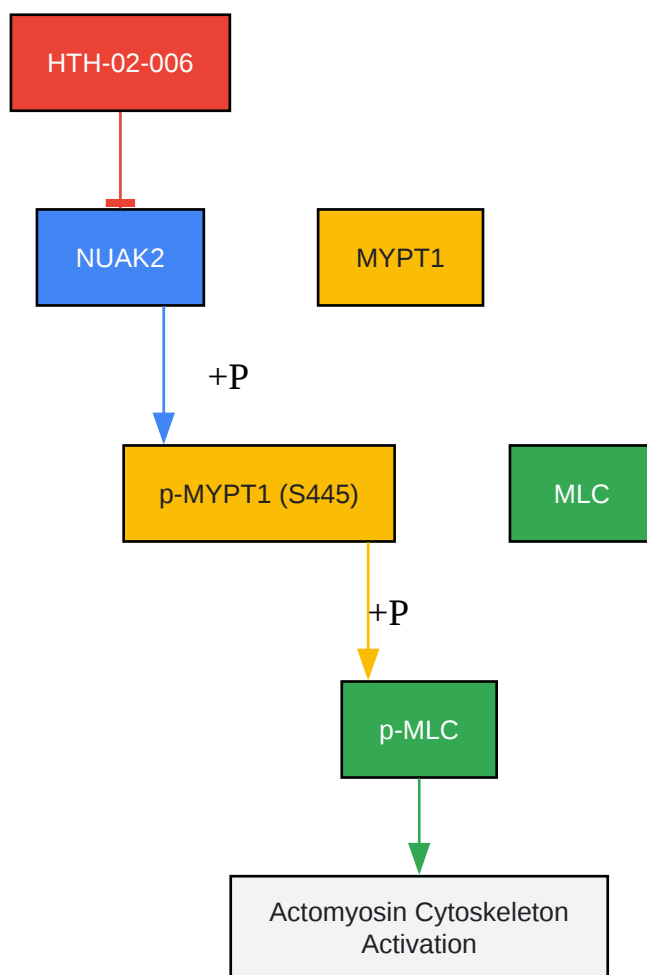 HTH-02-006
NUAK2
MYPT1
+P
p-MYPT1 (S445)
MLC
+P
p-MLC
Actomyosin Cytoskeleton
Activation